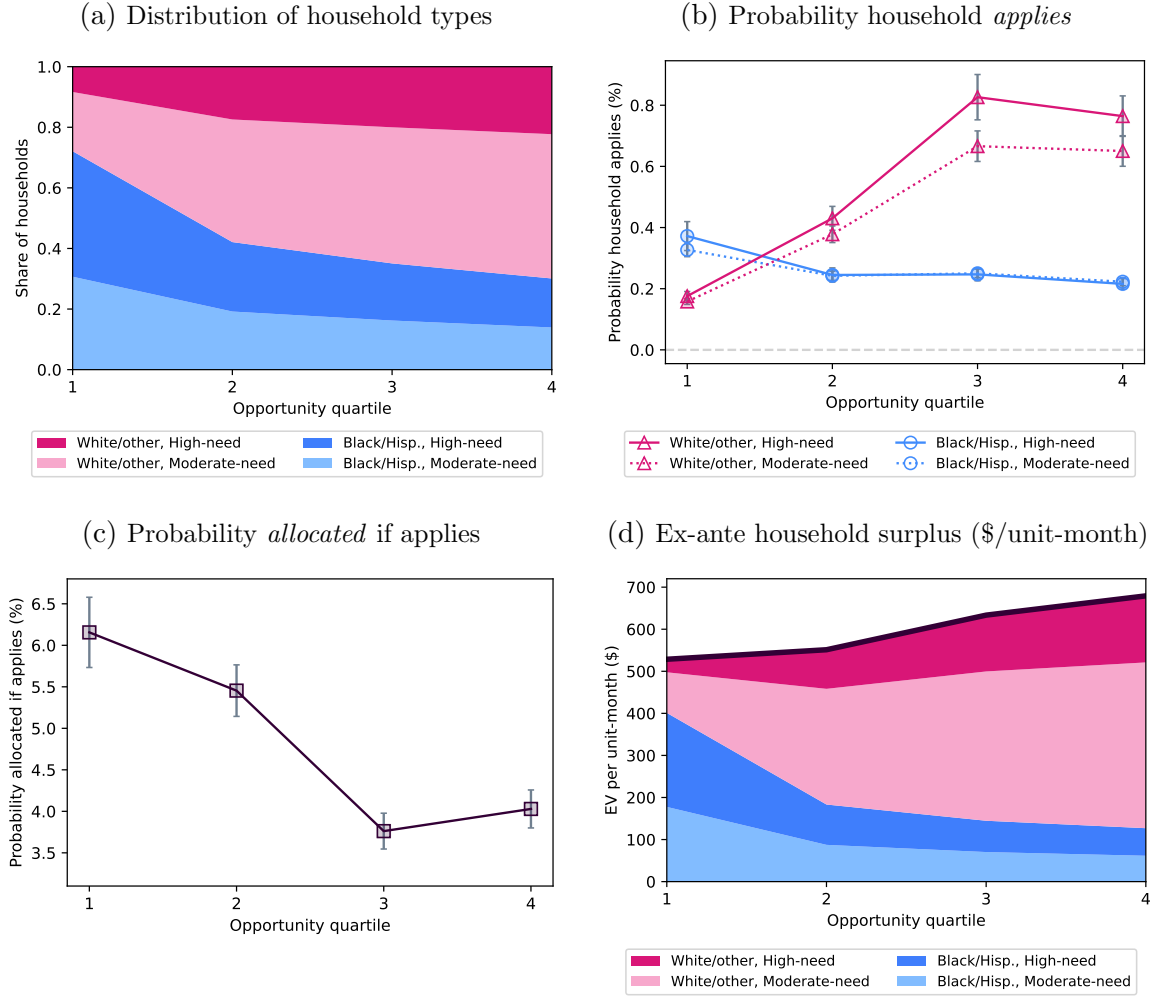 (a) Distribution of household types
1.0
0.8
0.6
0.4
0.2
0.0
Share of households
1 2 3 4
Opportunity quartile
White/other, High-need Black/Hisp., High-need
White/other, Moderate-need Black/Hisp., Moderate-need
(b) Probability household applies
0.8
0.6
0.4
0.2
0.0
Probability household applies (%)
1 2 3 4
Opportunity quartile
White/other, High-need Black/Hisp., High-need
White/other, Moderate-need Black/Hisp., Moderate-need
(c) Probability allocated if applies
6.5
6.0
5.5
5.0
4.5
4.0
3.5
Probability allocated if applies (%)
1 2 3 4
Opportunity quartile
(d) Ex-ante household surplus ($/unit-month)
700
600
500
400
300
200
100
0
EV per unit-month ($)
1 2 3 4
Opportunity quartile
White/other, High-need Black/Hisp., High-need
White/other, Moderate-need Black/Hisp., Moderate-need